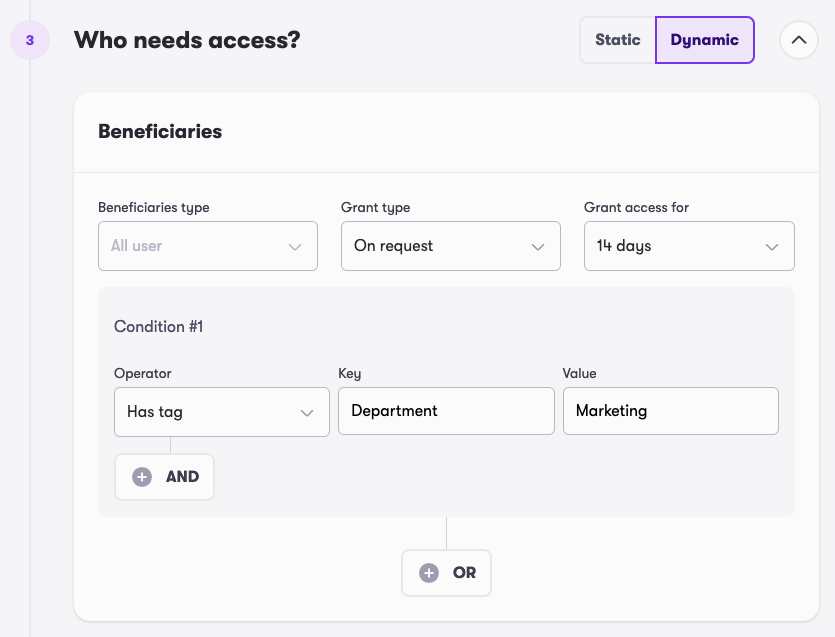 3
Who needs access?
Static
Dynamic
Beneficiaries
Beneficiaries type
Grant type
Grant access for
All user
On request
14 days
Condition #1
Operator
Key
Value
Has tag
Department
Marketing
AND
OR